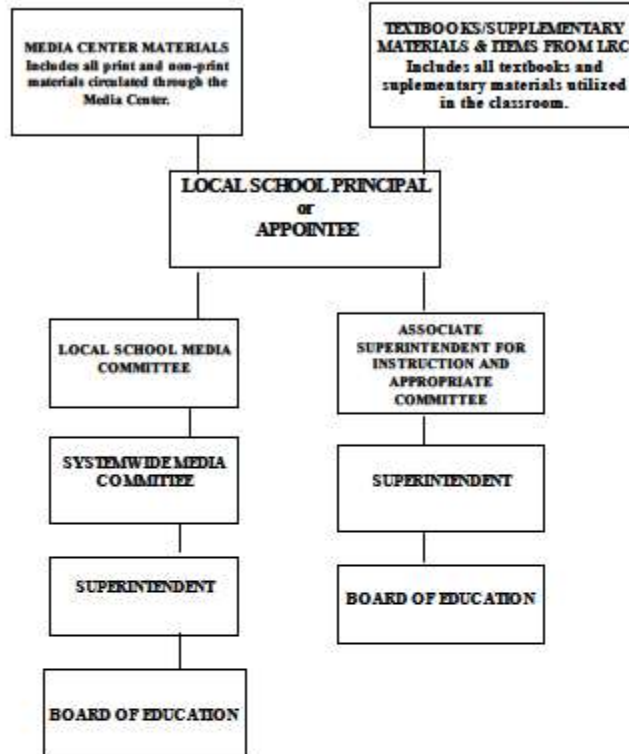 MEDIA CENTER MATERIALS
Includes all print and non-print
materials circulated through the
Media Center.
TEXTBOOKS/SUPPLEMENTARY
MATERIALS & ITEMS FROM LRC
Includes all textbooks and
suplementary materials utilized
in the classroom.
LOCAL SCHOOL PRINCIPAL
or
APPOINTEE
LOCAL SCHOOL MEDIA
COMMITTEE
ASSOCIATE
SUPERINTENDENT FOR
INSTRUCTION AND
APPROPRIATE
COMMITTEE
SYSTEMWIDE MEDIA
COMMITTEE
SUPERINTENDENT
SUPERINTENDENT
BOARD OF EDUCATION
BOARD OF EDUCATION